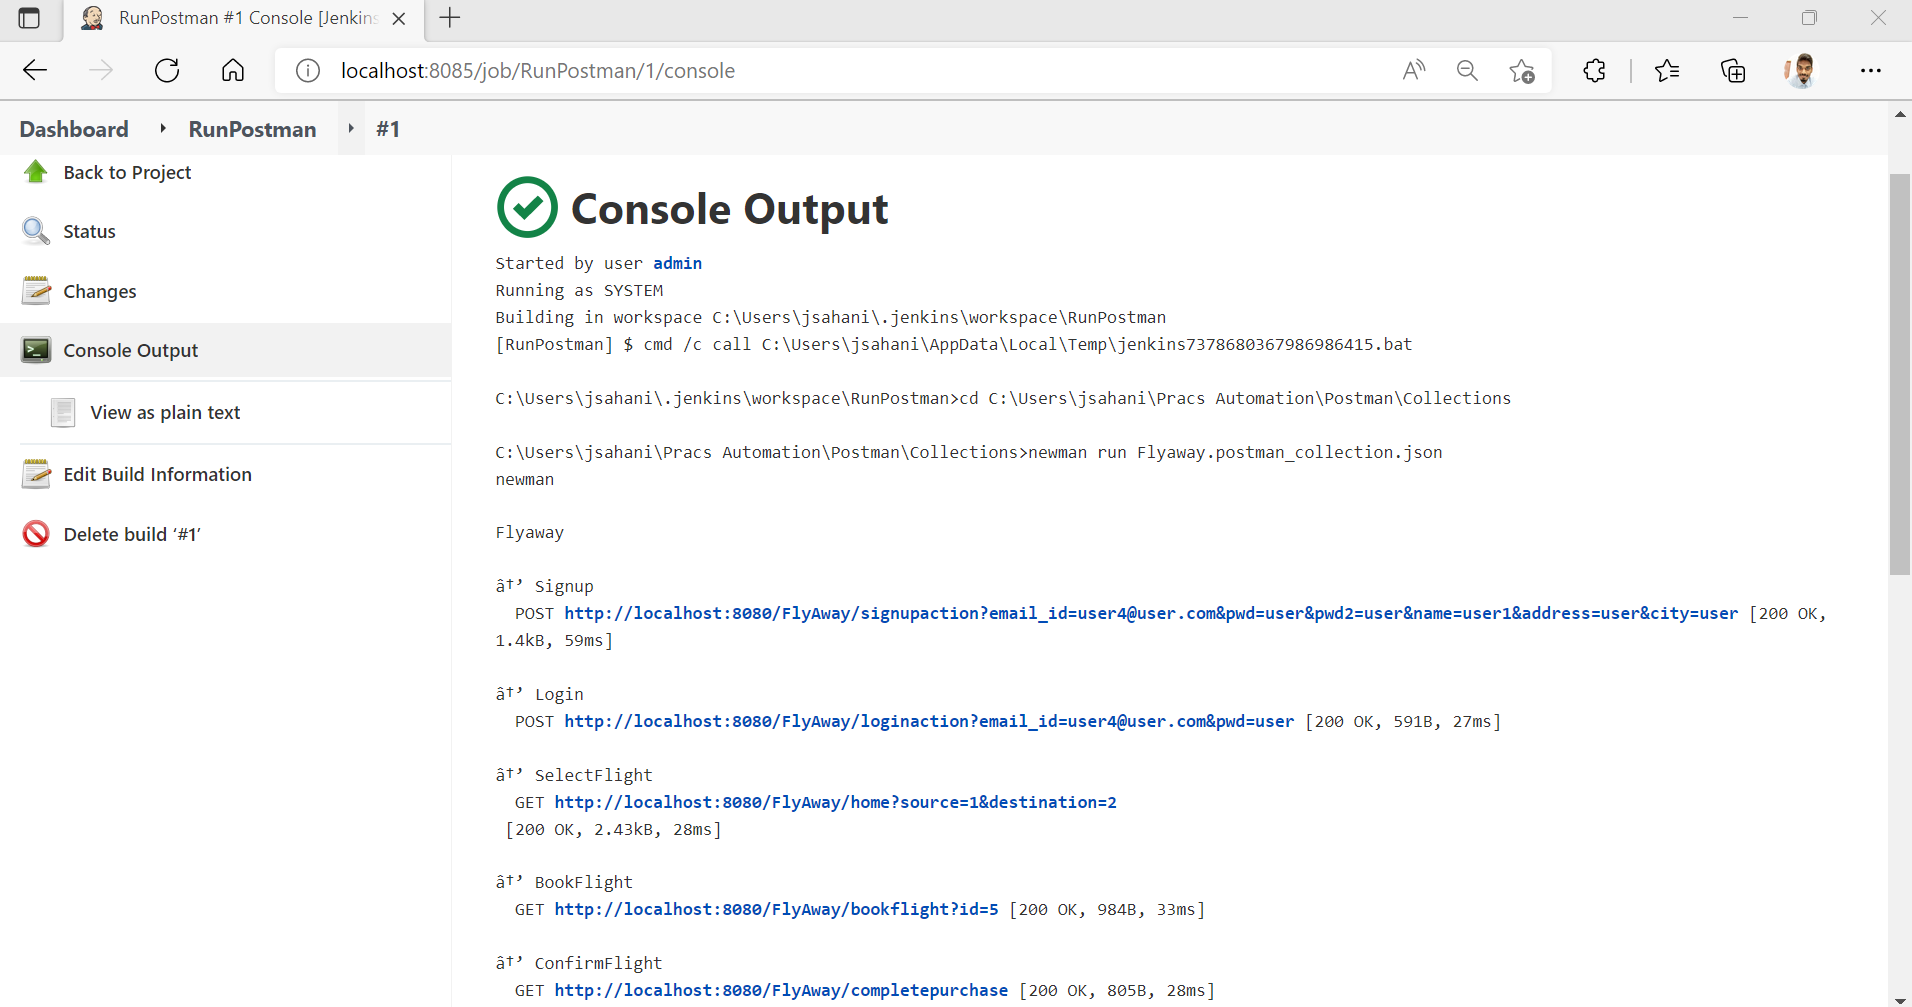 RunPostman #1 Console [Jenkins
localhost:8085/job/RunPostman/1/console
Dashboard RunPostman #1
Back to Project
Status
Changes
Console Output
View as plain text
Edit Build Information
Delete build ‘#1’
Console Output
Started by user admin
Running as SYSTEM
Building in workspace C:\Users\jsahani\.jenkins\workspace\RunPostman
[RunPostman] $ cmd /c call C:\Users\jsahani\AppData\Local\Temp\jenkins7378680367986986415.bat
C:\Users\jsahani\.jenkins\workspace\RunPostman>cd C:\Users\jsahani\Pracs Automation\Postman\Collections
C:\Users\jsahani\Pracs Automation\Postman\Collections>newman run Flyaway.postman_collection.json
newman
Flyaway
â†’ Signup
POST http://localhost:8080/FlyAway/signupaction?email_id=user4@user.com&pwd=user&pwd2=user&name=user1&address=user&city=user [200 OK,
1.4kB, 59ms]
â†’ Login
POST http://localhost:8080/FlyAway/loginaction?email_id=user4@user.com&pwd=user [200 OK, 591B, 27ms]
â†’ SelectFlight
GET http://localhost:8080/FlyAway/home?source=1&destination=2
[200 OK, 2.43kB, 28ms]
â†’ BookFlight
GET http://localhost:8080/FlyAway/bookflight?id=5 [200 OK, 984B, 33ms]
â†’ ConfirmFlight
GET http://localhost:8080/FlyAway/completepurchase [200 OK, 805B, 28ms]